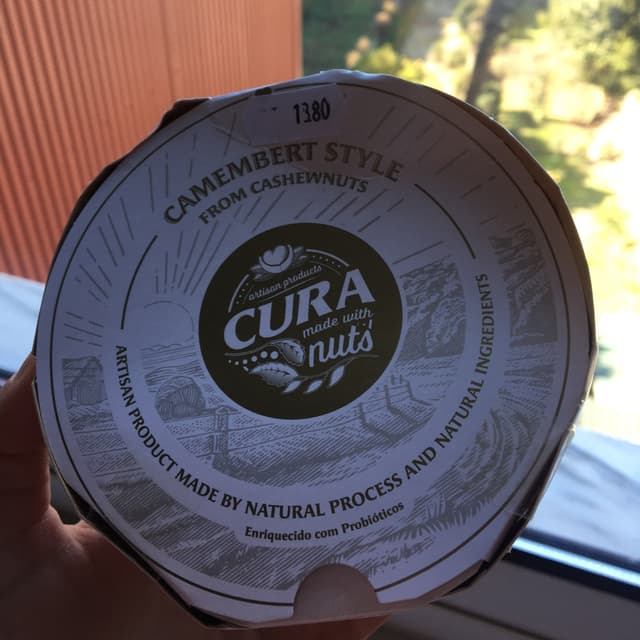 1380
CAMEMBERT STYLE
FROM CASHEWNUTS
artisan products
CURA
made with
nuts
ARTISAN PRODUCT MADE BY NATURAL PROCESS AND NATURAL INGREDIENTS
Enriquecido com Probióticos